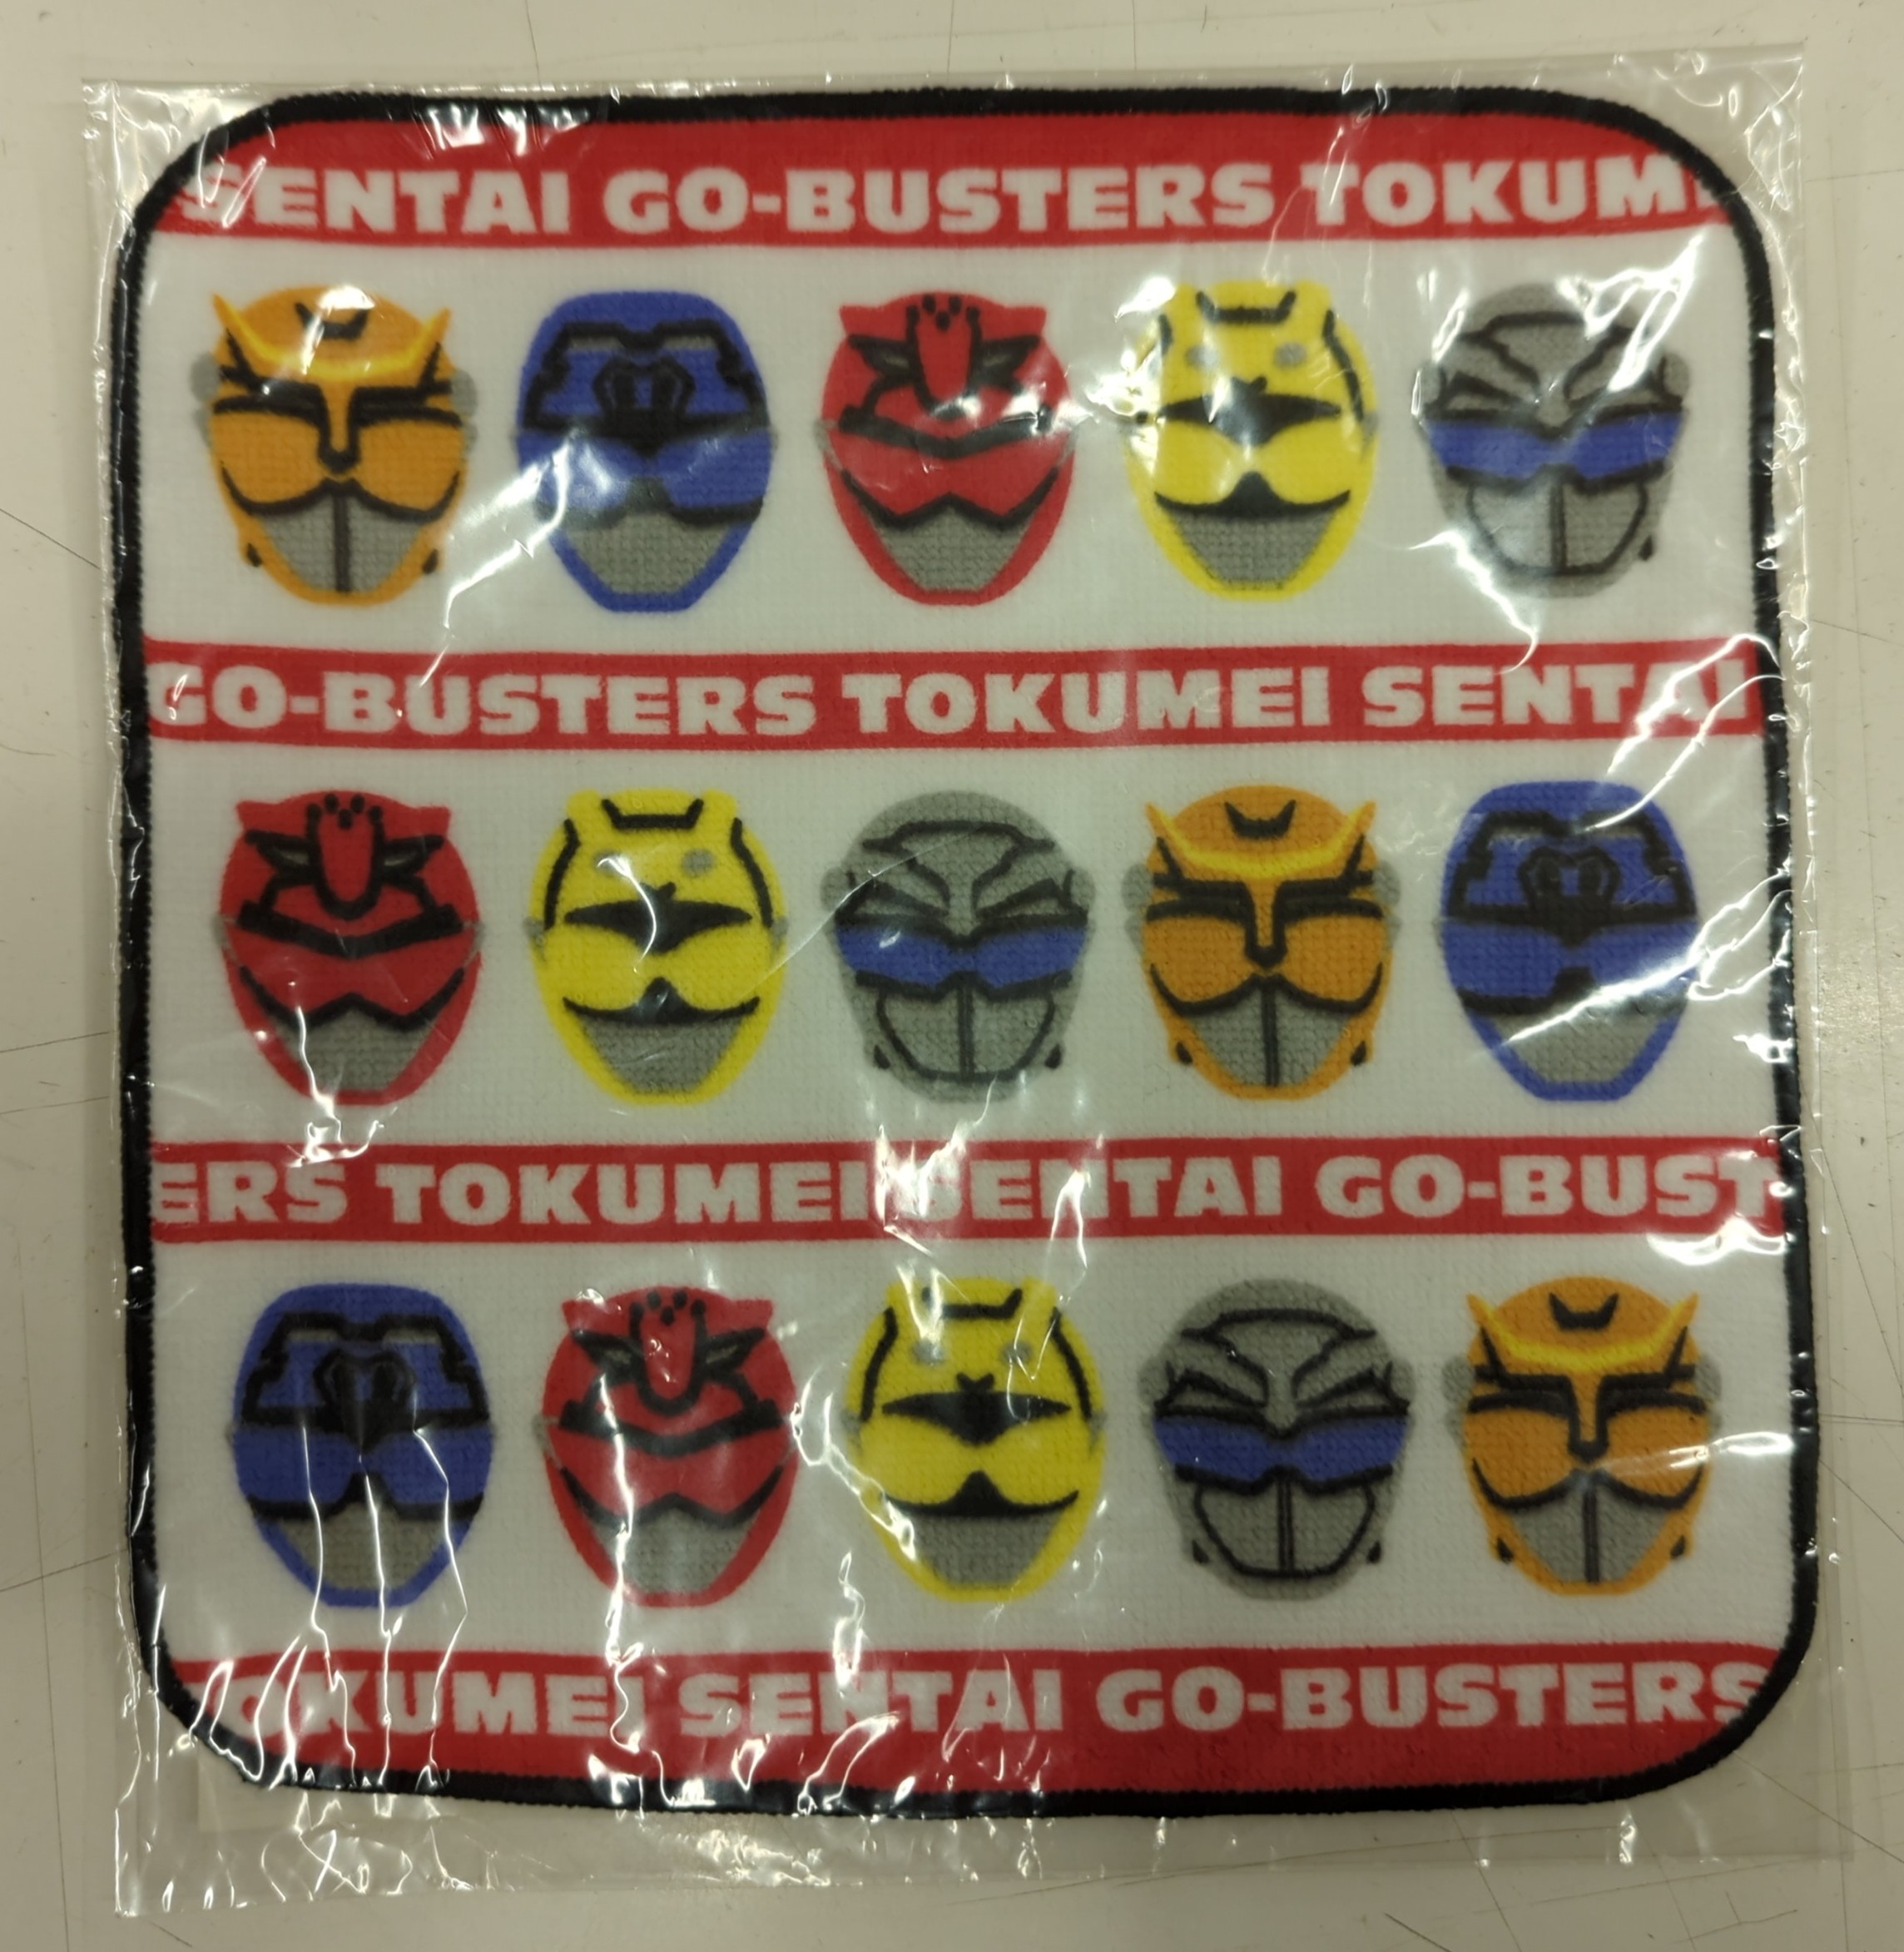 SENTAI GO-BUSTERS TOKUM
GO-BUSTERS TOKUMEI SENTAI
ERS TOKUMEI SENTAI GO-BUST
OKUMEI SENTAI GO-BUSTERS